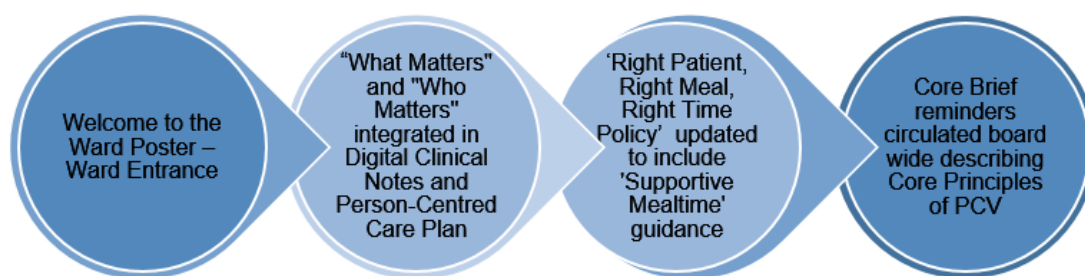 Welcome to the
Ward Poster –
Ward Entrance
“What Matters"
and "Who
Matters"
integrated in
Digital Clinical
Notes and
Person-Centred
Care Plan
‘Right Patient,
Right Meal,
Right Time
Policy’ updated
to include
'Supportive
Mealtime'
guidance
Core Brief
reminders
circulated board
wide describing
Core Principles
of PCV